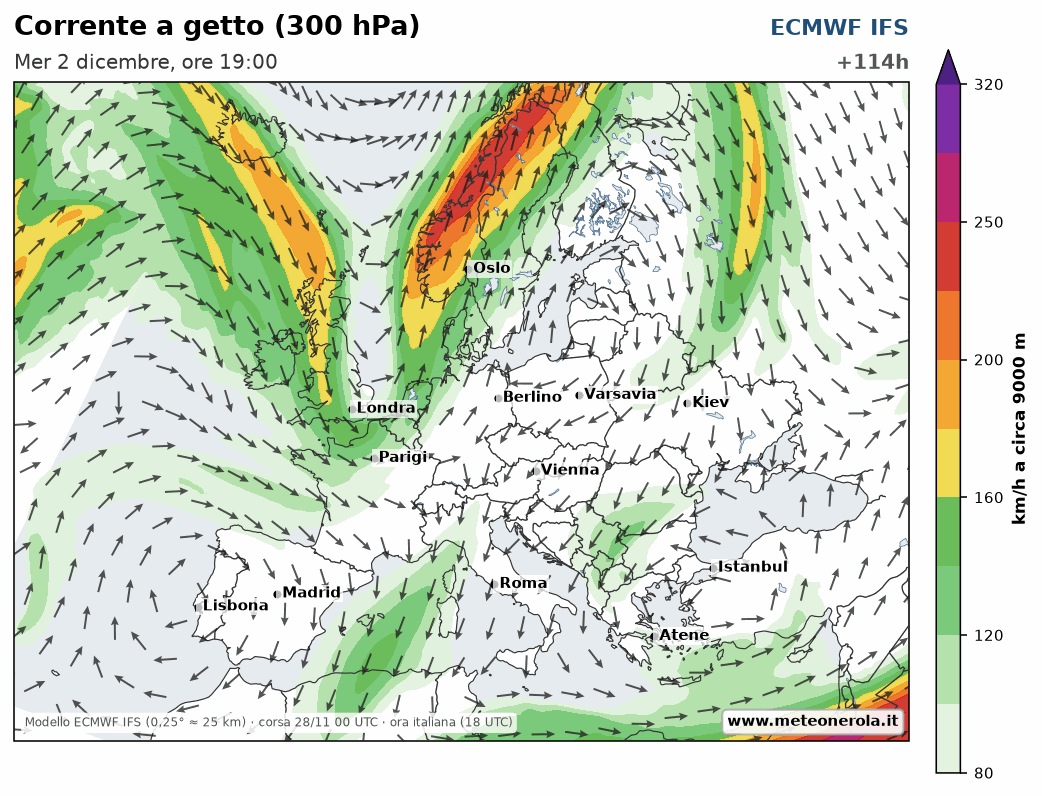 Corrente a getto (300 hPa)
ECMWF IFS
Mer 2 dicembre, ore 19:00
+114h
320
250
200
160
120
80
km/h a circa 9000 m
Oslo
Berlino
Varsavia
Kiev
Londra
Parigi
Vienna
Istanbul
Roma
Madrid
Lisbona
Atene
Modello ECMWF IFS (0,25° ≈ 25 km) · corsa 28/11 00 UTC · ora italiana (18 UTC)
www.meteonerola.it